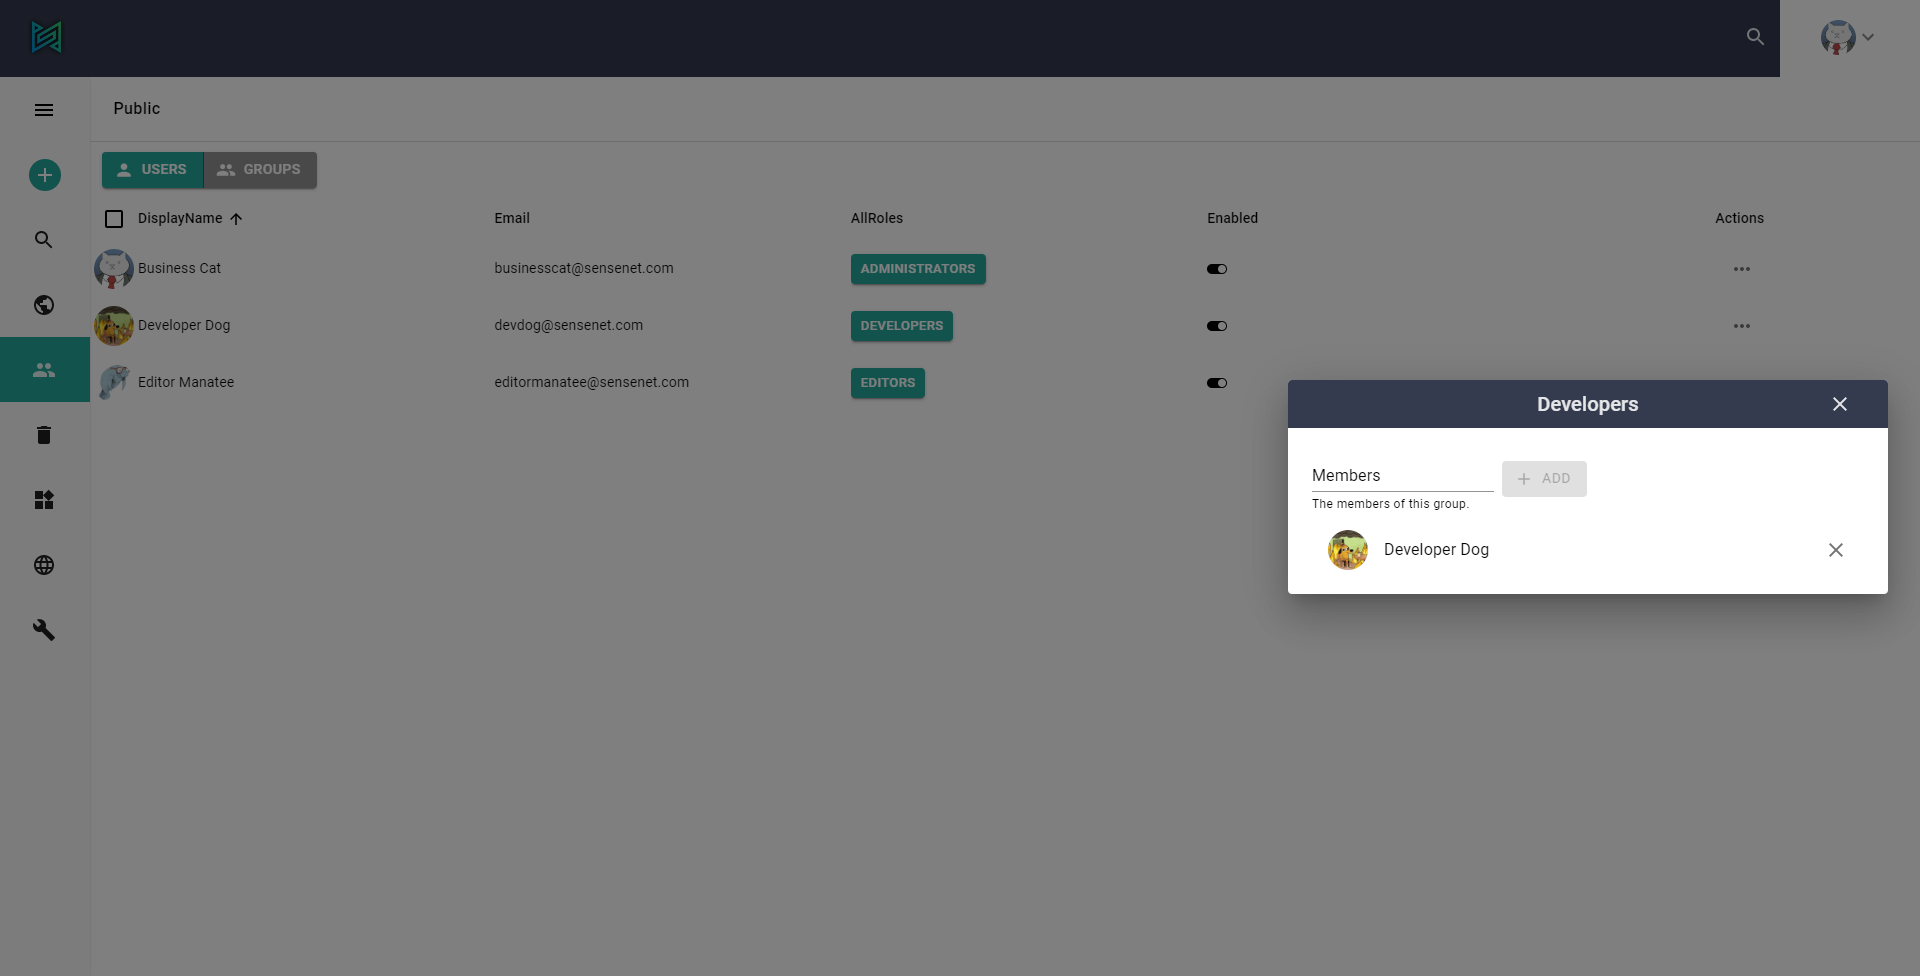 Public
USERS GROUPS
DisplayName Email AllRoles Enabled Actions
Business Cat businesscat@sensenet.com ADMINISTRATORS
Developer Dog devdog@sensenet.com DEVELOPERS
Editor Manatee editormanatee@sensenet.com EDITORS
Developers
Members ADD
The members of this group.
Developer Dog